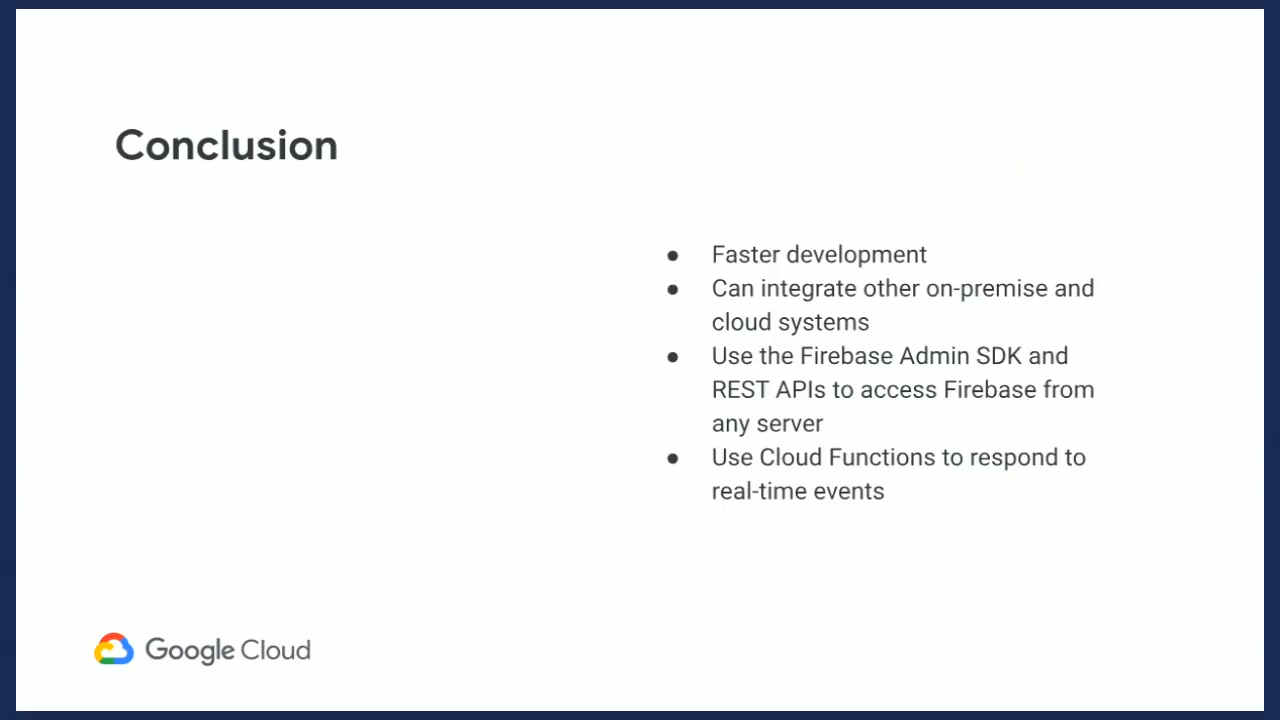 Conclusion
● Faster development
● Can integrate other on-premise and
cloud systems
● Use the Firebase Admin SDK and
REST APIs to access Firebase from
any server
● Use Cloud Functions to respond to
real-time events
Google Cloud